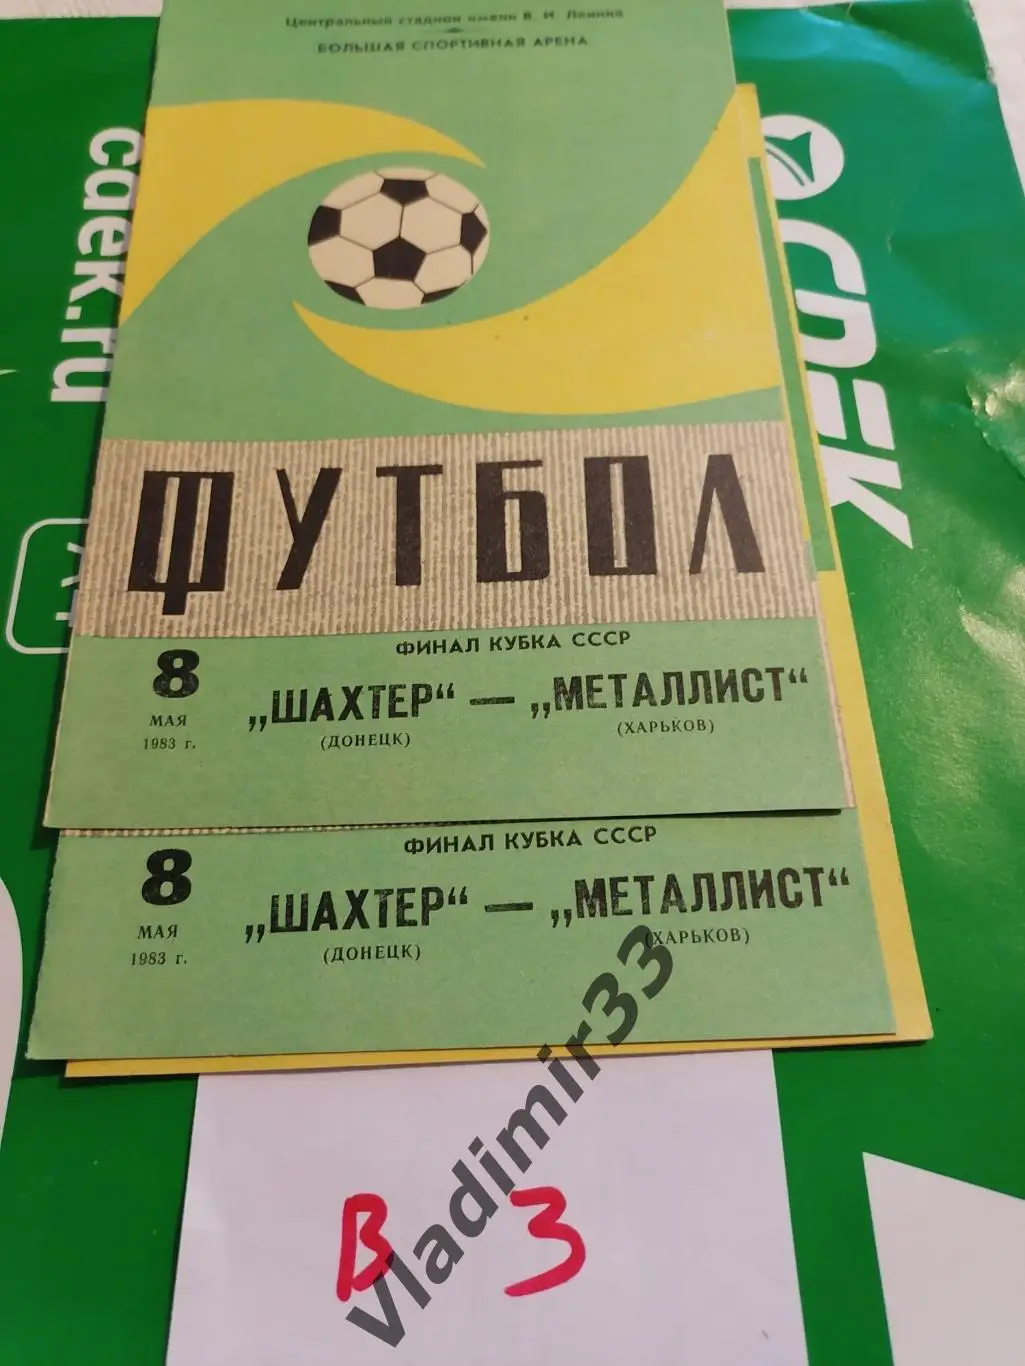 Центральный стадион имени В. И. Ленина
БОЛЬШАЯ СПОРТИВНАЯ АРЕНА
ФУТБОЛ
ФИНАЛ КУБКА СССР
8
МАЯ
1983 г.
„ШАХТЕР“ — „МЕТАЛЛИСТ“
(ДОНЕЦК) (ХАРЬКОВ)
ФИНАЛ КУБКА СССР
8
МАЯ
1983 г.
„ШАХТЕР“ — „МЕТАЛЛИСТ“
(ДОНЕЦК) (ХАРЬКОВ)
cdek.ru
CDEK
В 3
Vladimir33